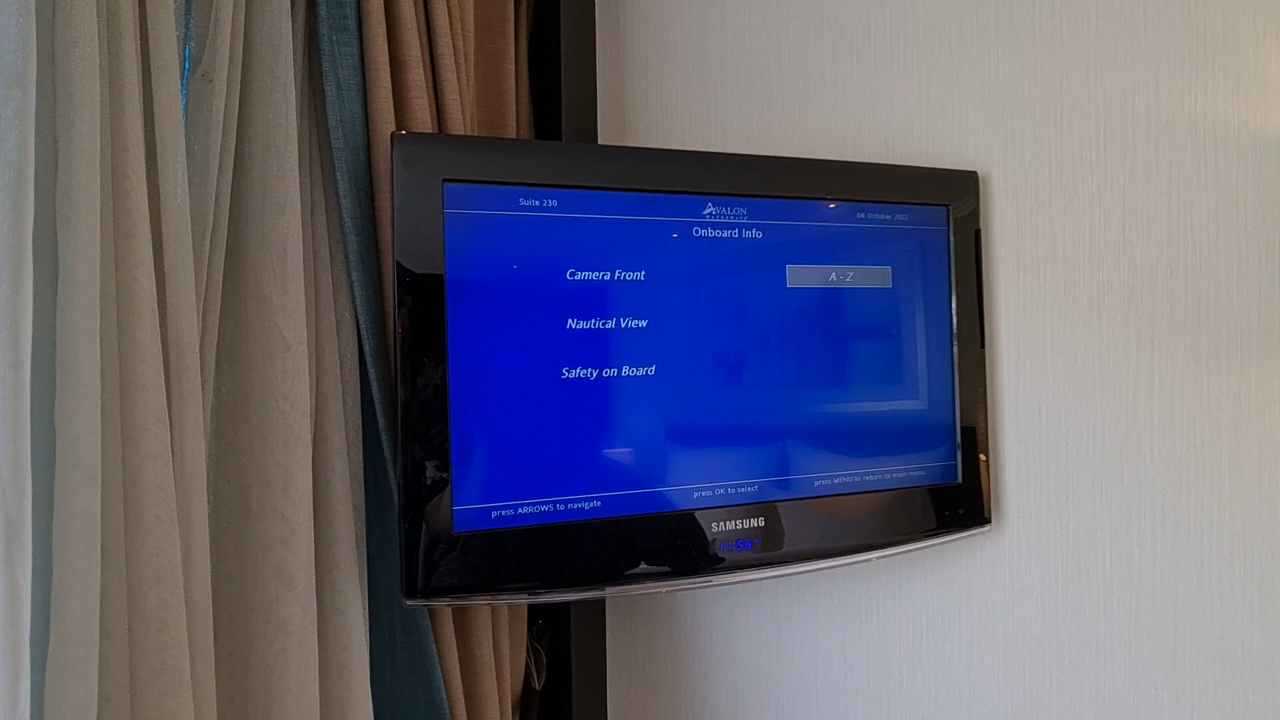 Suite 230
AVALON
WATERWAYS
04. October 2022
Onboard Info
Camera Front
A - Z
Nautical View
Safety on Board
press ARROWS to navigate
press OK to select
press MENU to return to main menu
SAMSUNG